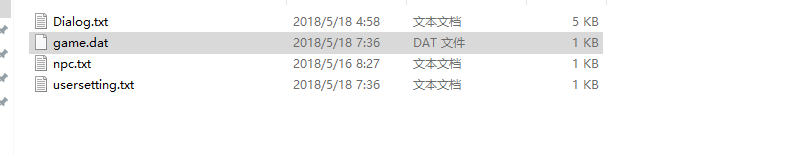 Dialog.txt 2018/5/18 4:58 文本文档 5 KB
game.dat 2018/5/18 7:36 DAT 文件 1 KB
npc.txt 2018/5/16 8:27 文本文档 1 KB
usersetting.txt 2018/5/18 7:36 文本文档 1 KB